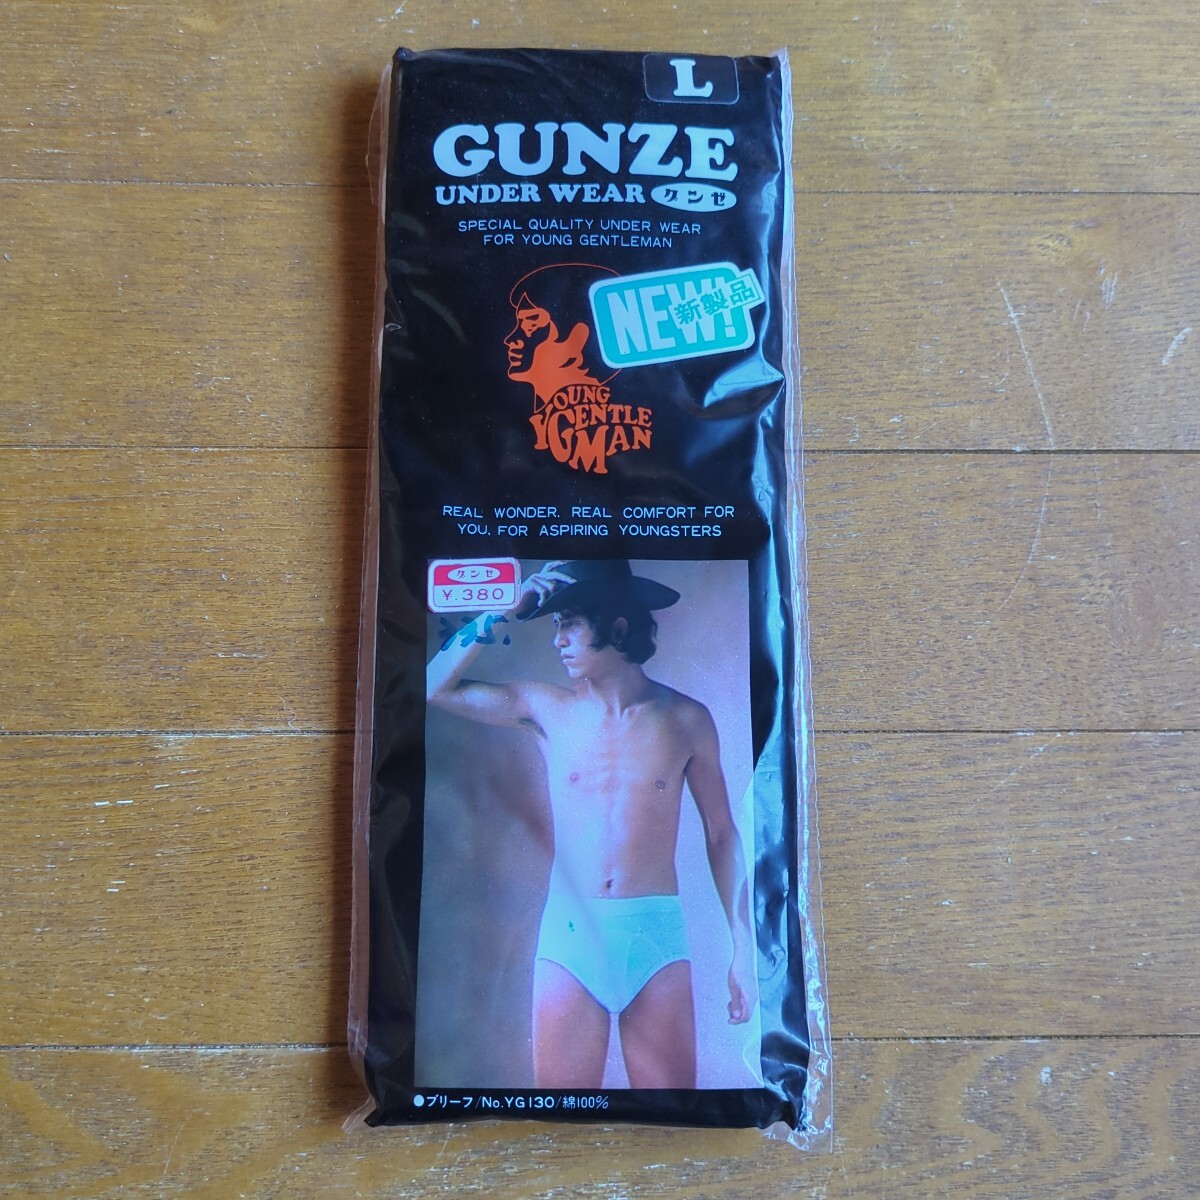 L
GUNZE
UNDER WEAR グンゼ
SPECIAL QUALITY UNDER WEAR
FOR YOUNG GENTLEMAN
NEW!
新製品
YOUNG
GENTLE
MAN
REAL WONDER. REAL COMFORT FOR
YOU, FOR ASPIRING YOUNGSTERS
グンゼ
¥.380
●ブリーフ/No.YG130/綿100%